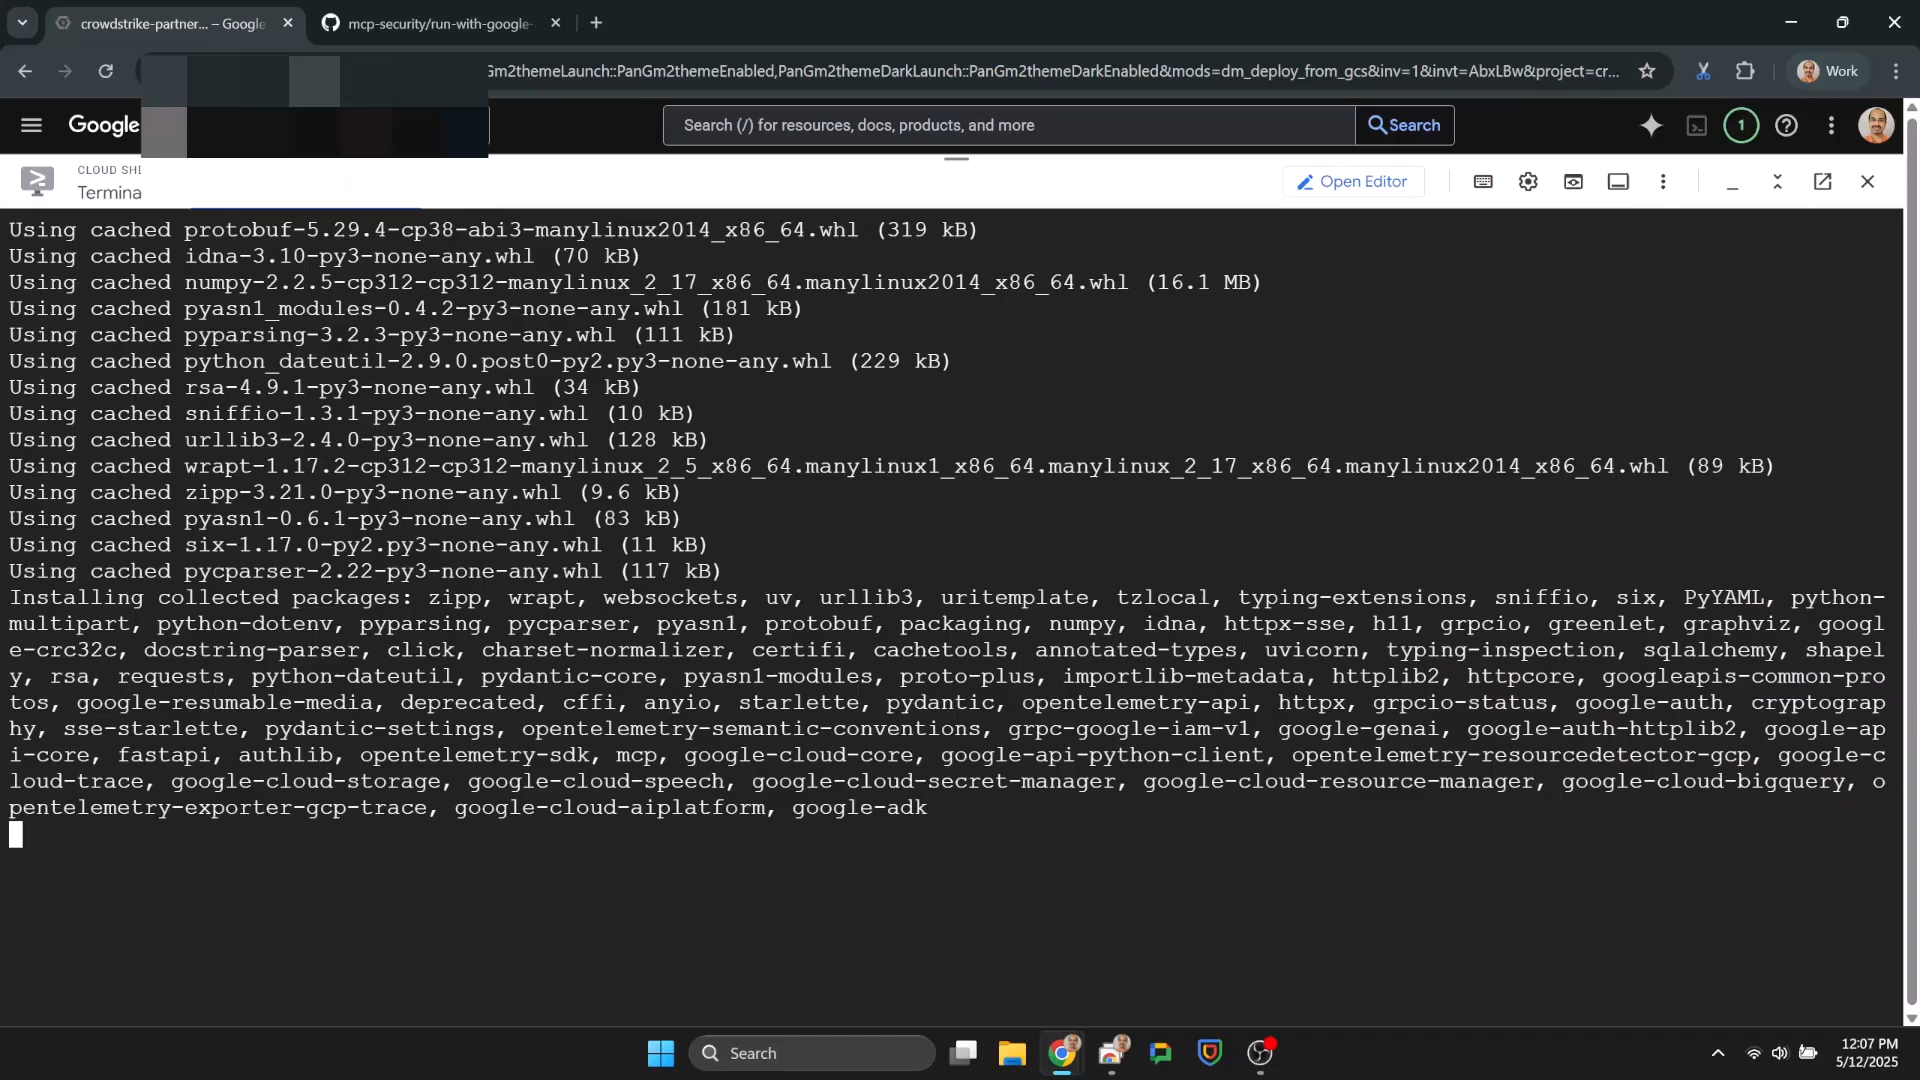 crowdstrike-partner... – Google
mcp-security/run-with-google-
Gm2themeLaunch::PanGm2themeEnabled,PanGm2themeDarkLaunch::PanGm2themeDarkEnabled&mods=dm_deploy_from_gcs&inv=1&invt=AbxLBw&project=cr...
Work
Google
Search (/) for resources, docs, products, and more
Search
1
CLOUD SHE
Termina
Open Editor
Using cached protobuf-5.29.4-cp38-abi3-manylinux2014_x86_64.whl (319 kB)
Using cached idna-3.10-py3-none-any.whl (70 kB)
Using cached numpy-2.2.5-cp312-cp312-manylinux_2_17_x86_64.manylinux2014_x86_64.whl (16.1 MB)
Using cached pyasn1_modules-0.4.2-py3-none-any.whl (181 kB)
Using cached pyparsing-3.2.3-py3-none-any.whl (111 kB)
Using cached python_dateutil-2.9.0.post0-py2.py3-none-any.whl (229 kB)
Using cached rsa-4.9.1-py3-none-any.whl (34 kB)
Using cached sniffio-1.3.1-py3-none-any.whl (10 kB)
Using cached urllib3-2.4.0-py3-none-any.whl (128 kB)
Using cached wrapt-1.17.2-cp312-cp312-manylinux_2_5_x86_64.manylinux1_x86_64.manylinux_2_17_x86_64.manylinux2014_x86_64.whl (89 kB)
Using cached zipp-3.21.0-py3-none-any.whl (9.6 kB)
Using cached pyasn1-0.6.1-py3-none-any.whl (83 kB)
Using cached six-1.17.0-py2.py3-none-any.whl (11 kB)
Using cached pycparser-2.22-py3-none-any.whl (117 kB)
Installing collected packages: zipp, wrapt, websockets, uv, urllib3, uritemplate, tzlocal, typing-extensions, sniffio, six, PyYAML, python-
multipart, python-dotenv, pyparsing, pycparser, pyasn1, protobuf, packaging, numpy, idna, httpx-sse, h11, grpcio, greenlet, graphviz, googl
e-crc32c, docstring-parser, click, charset-normalizer, certifi, cachetools, annotated-types, uvicorn, typing-inspection, sqlalchemy, shapel
y, rsa, requests, python-dateutil, pydantic-core, pyasn1-modules, proto-plus, importlib-metadata, httplib2, httpcore, googleapis-common-pro
tos, google-resumable-media, deprecated, cffi, anyio, starlette, pydantic, opentelemetry-api, httpx, grpcio-status, google-auth, cryptograp
hy, sse-starlette, pydantic-settings, opentelemetry-semantic-conventions, grpc-google-iam-v1, google-genai, google-auth-httplib2, google-ap
i-core, fastapi, authlib, opentelemetry-sdk, mcp, google-cloud-core, google-api-python-client, opentelemetry-resourcedetector-gcp, google-c
loud-trace, google-cloud-storage, google-cloud-speech, google-cloud-secret-manager, google-cloud-resource-manager, google-cloud-bigquery, o
pentelemetry-exporter-gcp-trace, google-cloud-aiplatform, google-adk
Search
12:07 PM
5/12/2025